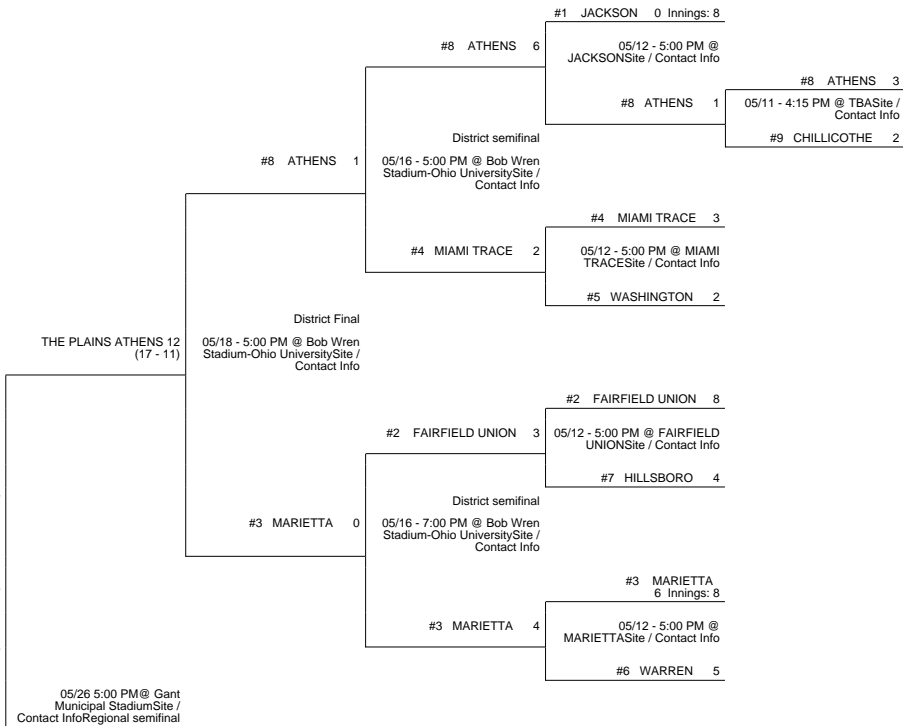 #1 JACKSON 0 Innings: 8
#8 ATHENS 6
05/12 - 5:00 PM @
JACKSONSite / Contact Info
#8 ATHENS 3
#8 ATHENS 1
05/11 - 4:15 PM @ TBASite /
Contact Info
#9 CHILLICOTHE 2
District semifinal
#8 ATHENS 1
05/16 - 5:00 PM @ Bob Wren
Stadium-Ohio UniversitySite /
Contact Info
#4 MIAMI TRACE 3
#4 MIAMI TRACE 2
05/12 - 5:00 PM @ MIAMI
TRACESite / Contact Info
#5 WASHINGTON 2
District Final
THE PLAINS ATHENS 12
(17 - 11)
05/18 - 5:00 PM @ Bob Wren
Stadium-Ohio UniversitySite /
Contact Info
#2 FAIRFIELD UNION 8
#2 FAIRFIELD UNION 3
05/12 - 5:00 PM @ FAIRFIELD
UNIONSite / Contact Info
#7 HILLSBORO 4
District semifinal
#3 MARIETTA 0
05/16 - 7:00 PM @ Bob Wren
Stadium-Ohio UniversitySite /
Contact Info
#3 MARIETTA
6 Innings: 8
#3 MARIETTA 4
05/12 - 5:00 PM @
MARIETTASite / Contact Info
#6 WARREN 5
05/26 5:00 PM@ Gant
Municipal StadiumSite /
Contact InfoRegional semifinal